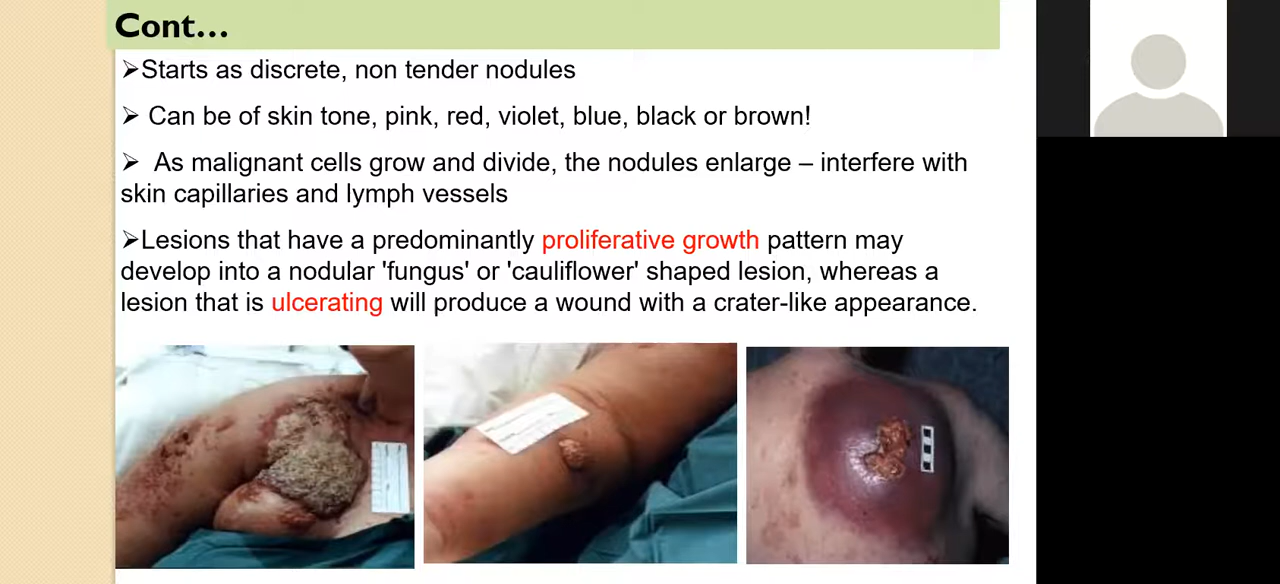 Cont...
➢Starts as discrete, non tender nodules
➢ Can be of skin tone, pink, red, violet, blue, black or brown!
➢ As malignant cells grow and divide, the nodules enlarge – interfere with
skin capillaries and lymph vessels
➢Lesions that have a predominantly proliferative growth pattern may
develop into a nodular 'fungus' or 'cauliflower' shaped lesion, whereas a
lesion that is ulcerating will produce a wound with a crater-like appearance.